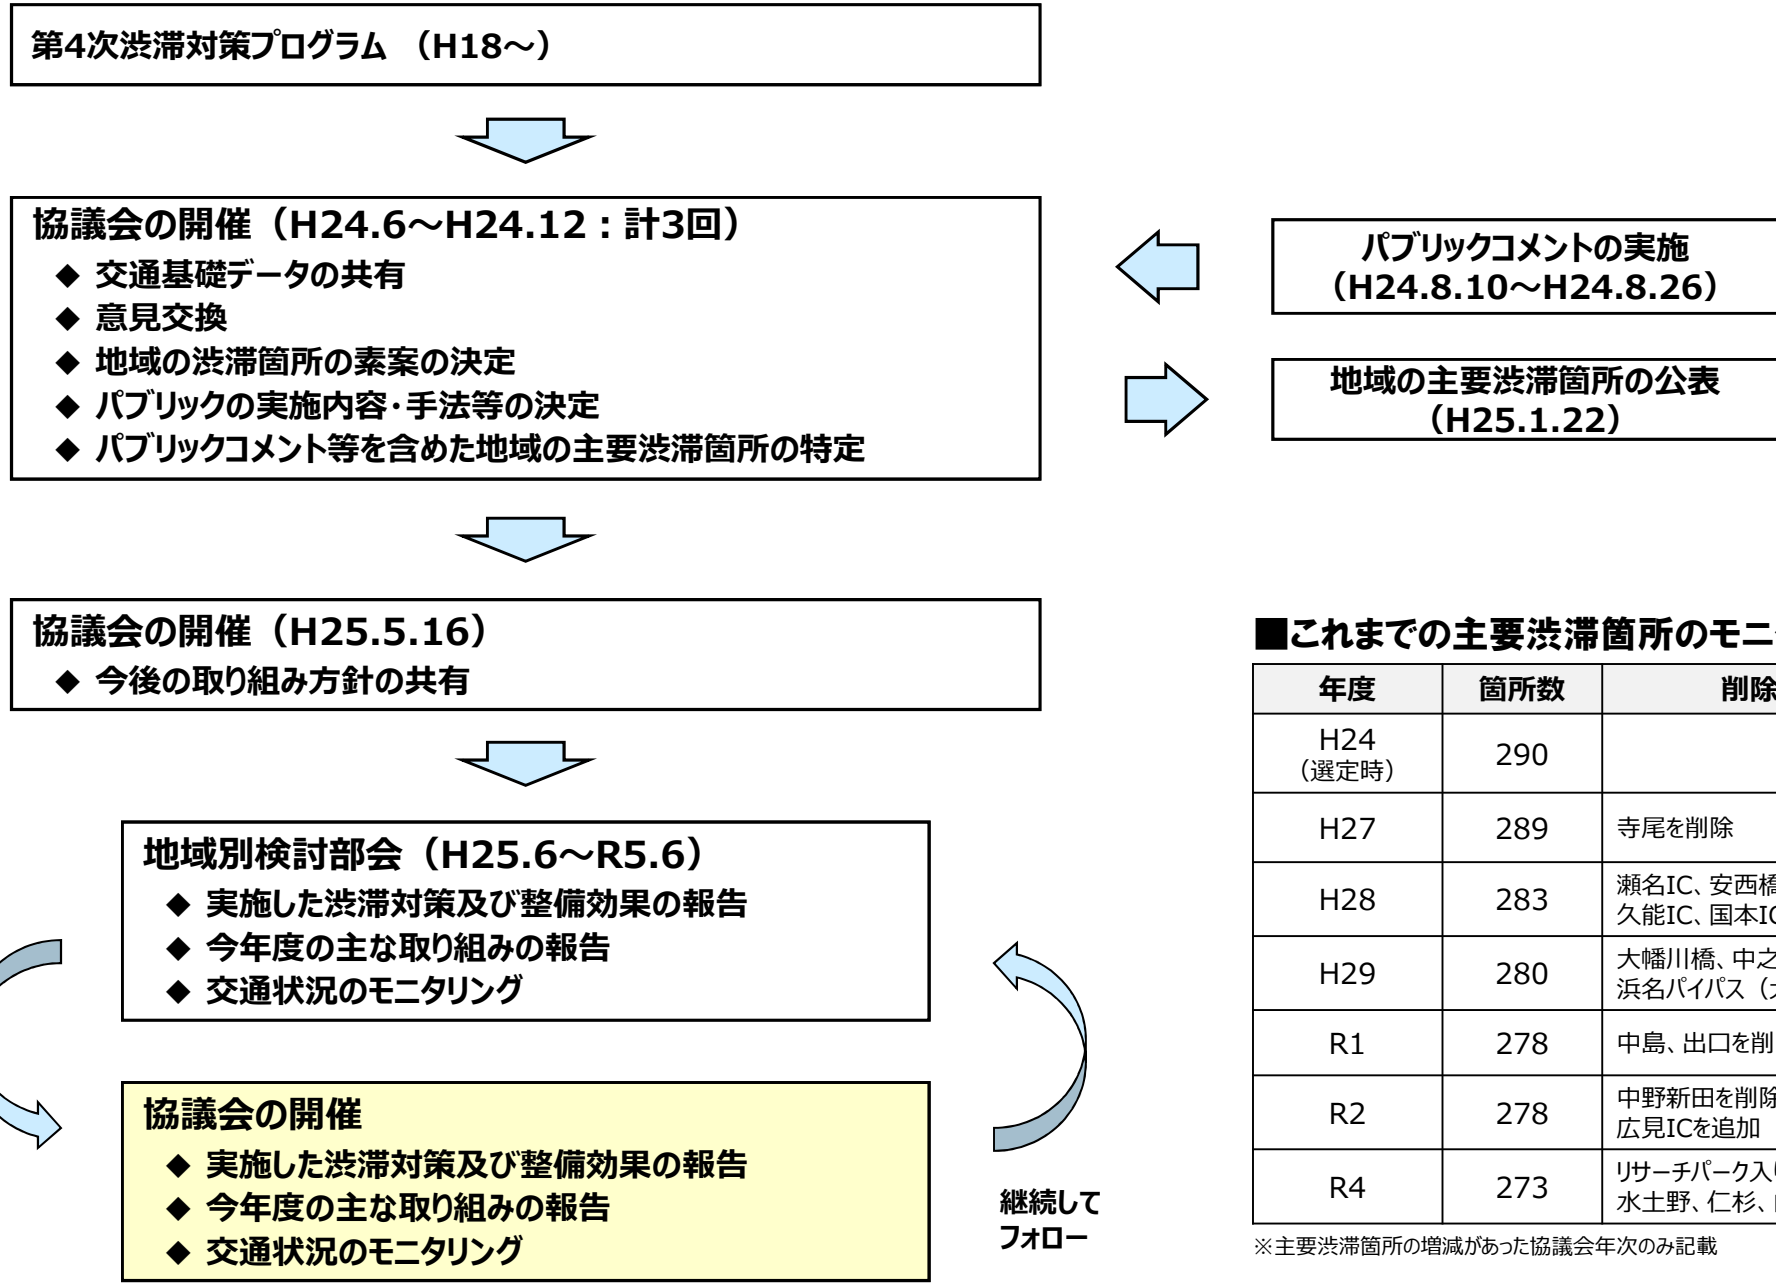 第4次渋滞対策プログラム （H18～）
協議会の開催（H24.6～H24.12：計3回）
◆ 交通基礎データの共有
◆ 意見交換
◆ 地域の渋滞箇所の素案の決定
◆ パブリックの実施内容・手法等の決定
◆ パブリックコメント等を含めた地域の主要渋滞箇所の特定
パブリックコメントの実施
（H24.8.10～H24.8.26）
地域の主要渋滞箇所の公表
（H25.1.22）
協議会の開催（H25.5.16）
◆ 今後の取り組み方針の共有
地域別検討部会（H25.6～R5.6）
◆ 実施した渋滞対策及び整備効果の報告
◆ 今年度の主な取り組みの報告
◆ 交通状況のモニタリング
協議会の開催
◆ 実施した渋滞対策及び整備効果の報告
◆ 今年度の主な取り組みの報告
◆ 交通状況のモニタリング
継続して
フォロー
■これまでの主要渋滞箇所のモニ
年度 箇所数 削除
H24
（選定時）
290
H27 289 寺尾を削除
H28 283 瀬名IC、安西橋
久能IC、国本IC
H29 280 大幡川橋、中之
浜名パイパス（
R1 278 中島、出口を削
R2 278 中野新田を削除
広見ICを追加
R4 273 リサーチパーク入
水土野、仁杉、
※主要渋滞箇所の増減があった協議会年次のみ記載